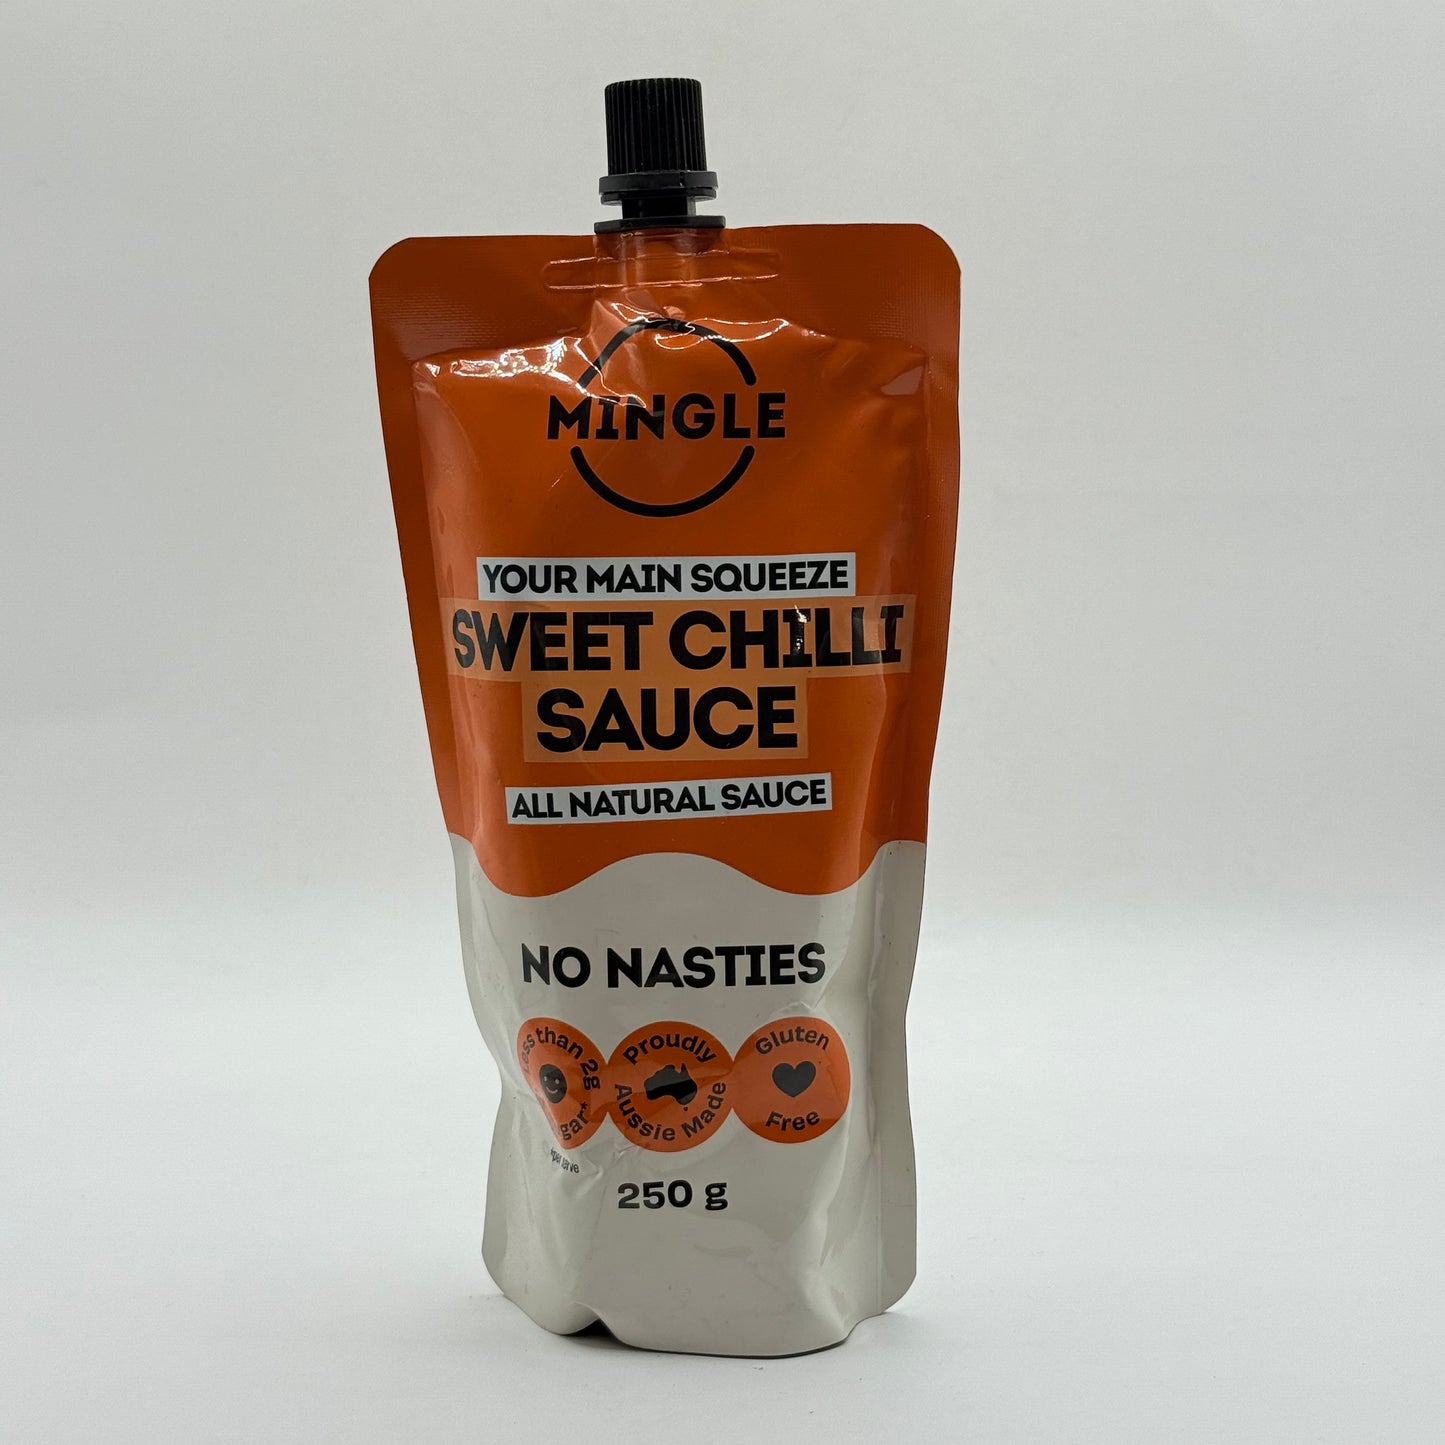 MINGLE
YOUR MAIN SQUEEZE
SWEET CHILLI
SAUCE
ALL NATURAL SAUCE
NO NASTIES
Less than 2g
Proudly
Aussie Made
Gluten
Free
250 g